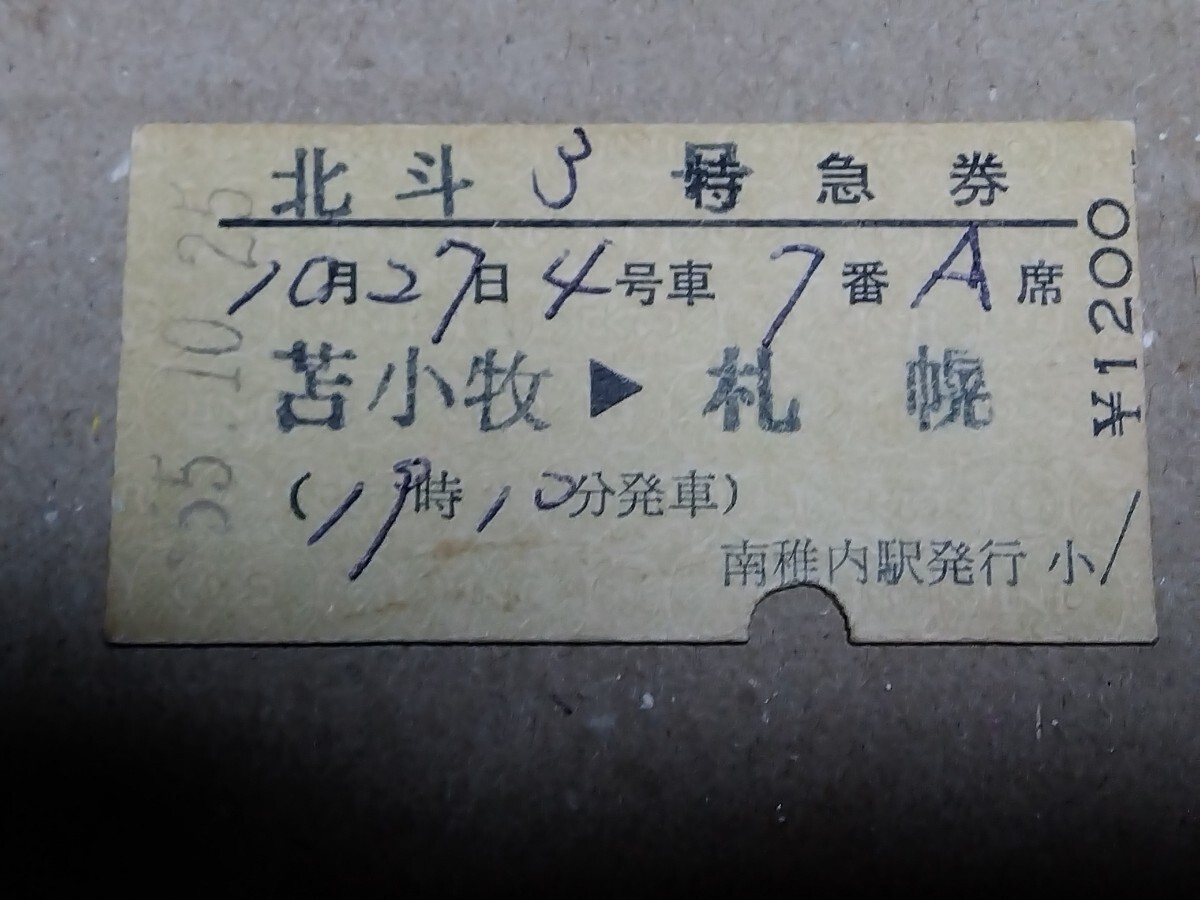 北斗3号特急券
10月27日4号車7番A席
苫小牧▶札幌
(19時10分発車)
南稚内駅発行 小/
¥1200
55.10.25